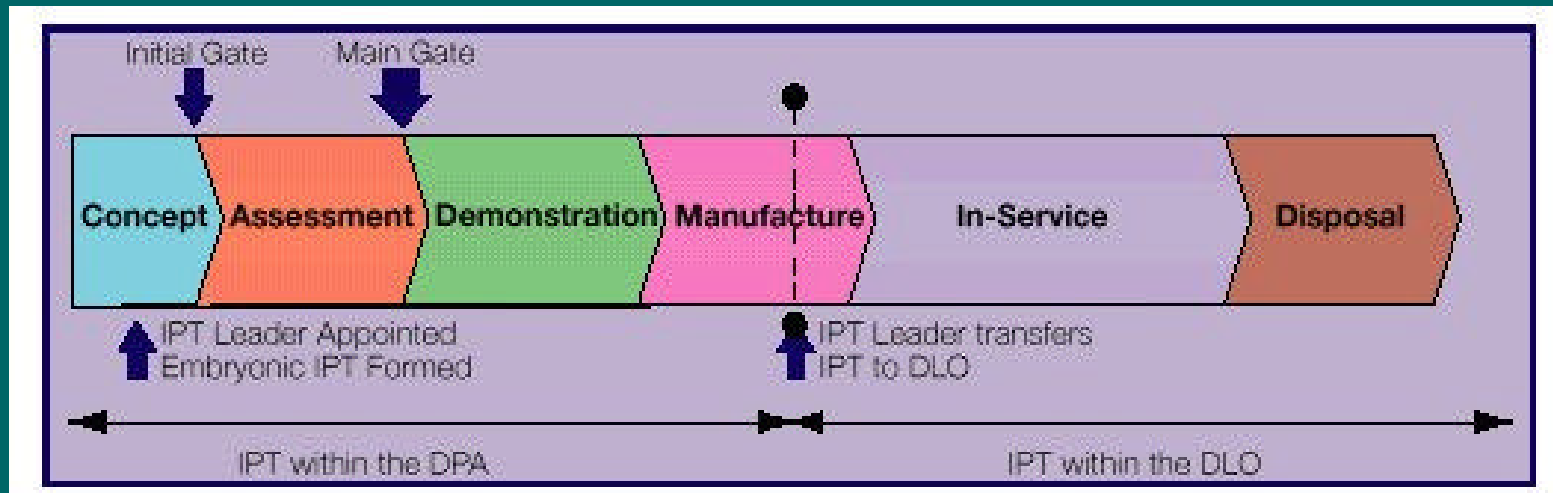 Initial Gate
Main Gate
Concept
Assessment
Demonstration
Manufacture
In-Service
Disposal
IPT Leader Appointed
Embryonic IPT Formed
IPT Leader transfers
IPT to DLO
IPT within the DPA
IPT within the DLO